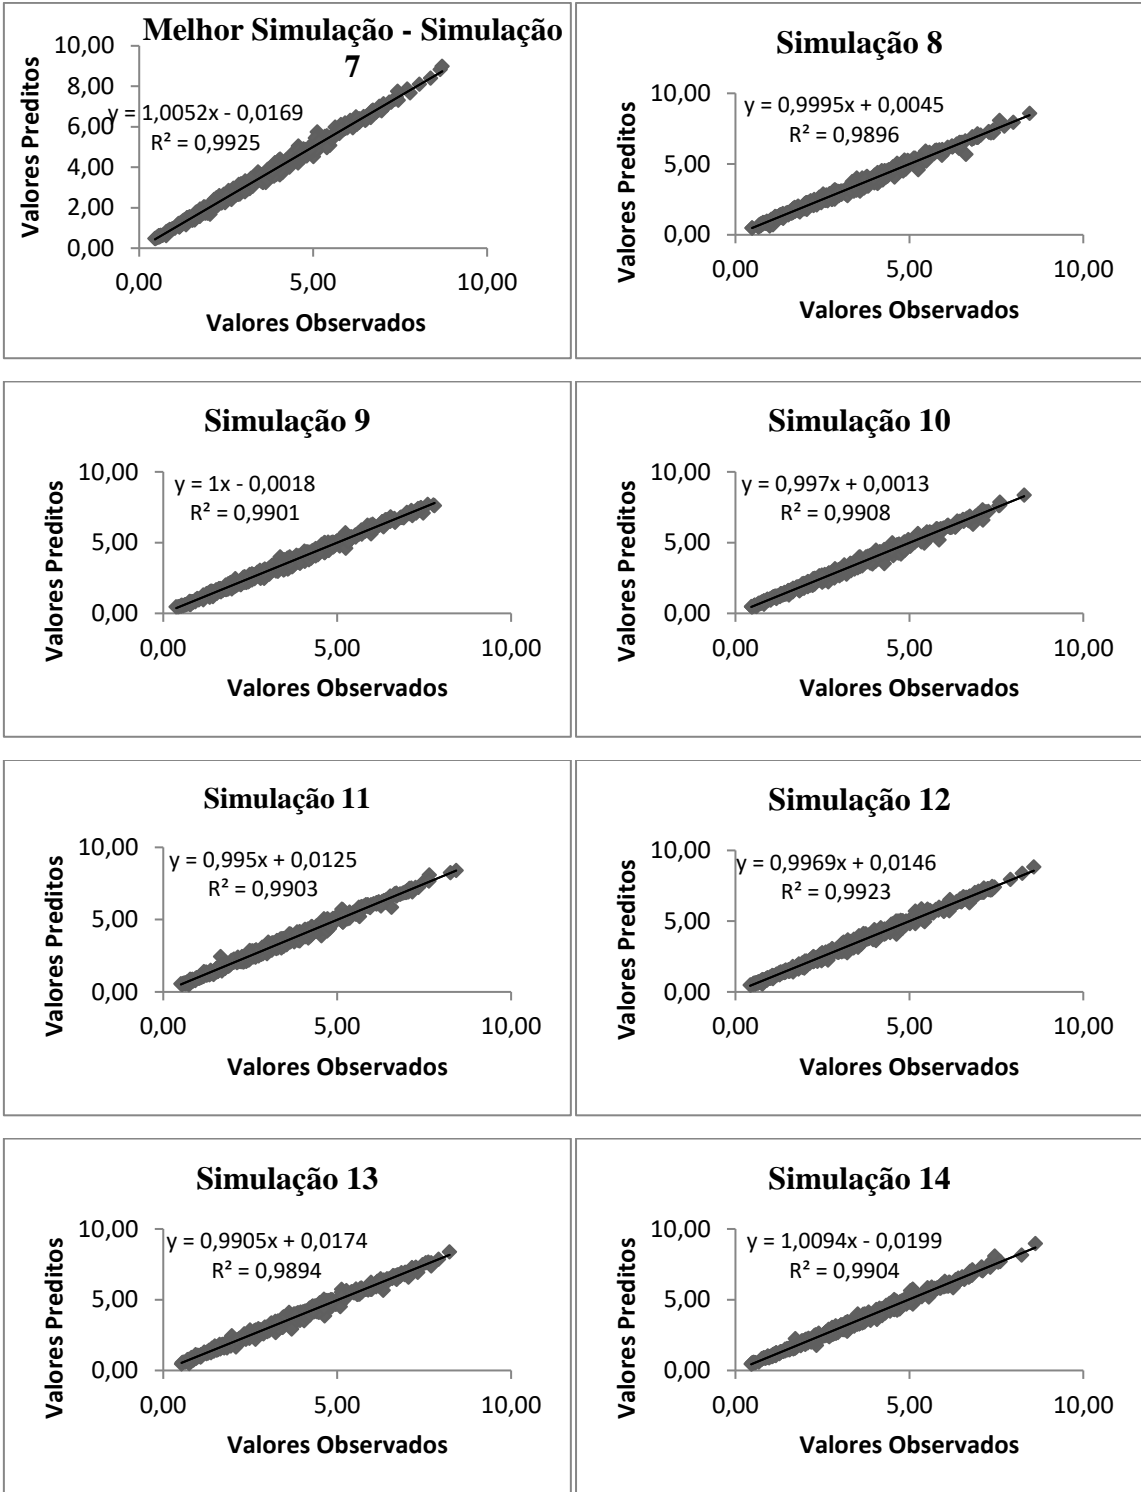 Melhor Simulação - Simulação
7
10,00
8,00
6,00
4,00
2,00
0,00
y = 1,0052x - 0,0169
R² = 0,9925
0,00 5,00 10,00
Valores Preditos
Valores Observados
Simulação 8
10,00
5,00
0,00
y = 0,9995x + 0,0045
R² = 0,9896
0,00 5,00 10,00
Valores Preditos
Valores Observados
Simulação 9
10,00
5,00
0,00
y = 1x - 0,0018
R² = 0,9901
0,00 5,00 10,00
Valores Preditos
Valores Observados
Simulação 10
10,00
5,00
0,00
y = 0,997x + 0,0013
R² = 0,9908
0,00 5,00 10,00
Valores Preditos
Valores Observados
Simulação 11
10,00
5,00
0,00
y = 0,995x + 0,0125
R² = 0,9903
0,00 5,00 10,00
Valores Preditos
Valores Observados
Simulação 12
10,00
5,00
0,00
y = 0,9969x + 0,0146
R² = 0,9923
0,00 5,00 10,00
Valores Preditos
Valores Observados
Simulação 13
10,00
5,00
0,00
y = 0,9905x + 0,0174
R² = 0,9894
0,00 5,00 10,00
Valores Preditos
Valores Observados
Simulação 14
10,00
5,00
0,00
y = 1,0094x - 0,0199
R² = 0,9904
0,00 5,00 10,00
Valores Preditos
Valores Observados